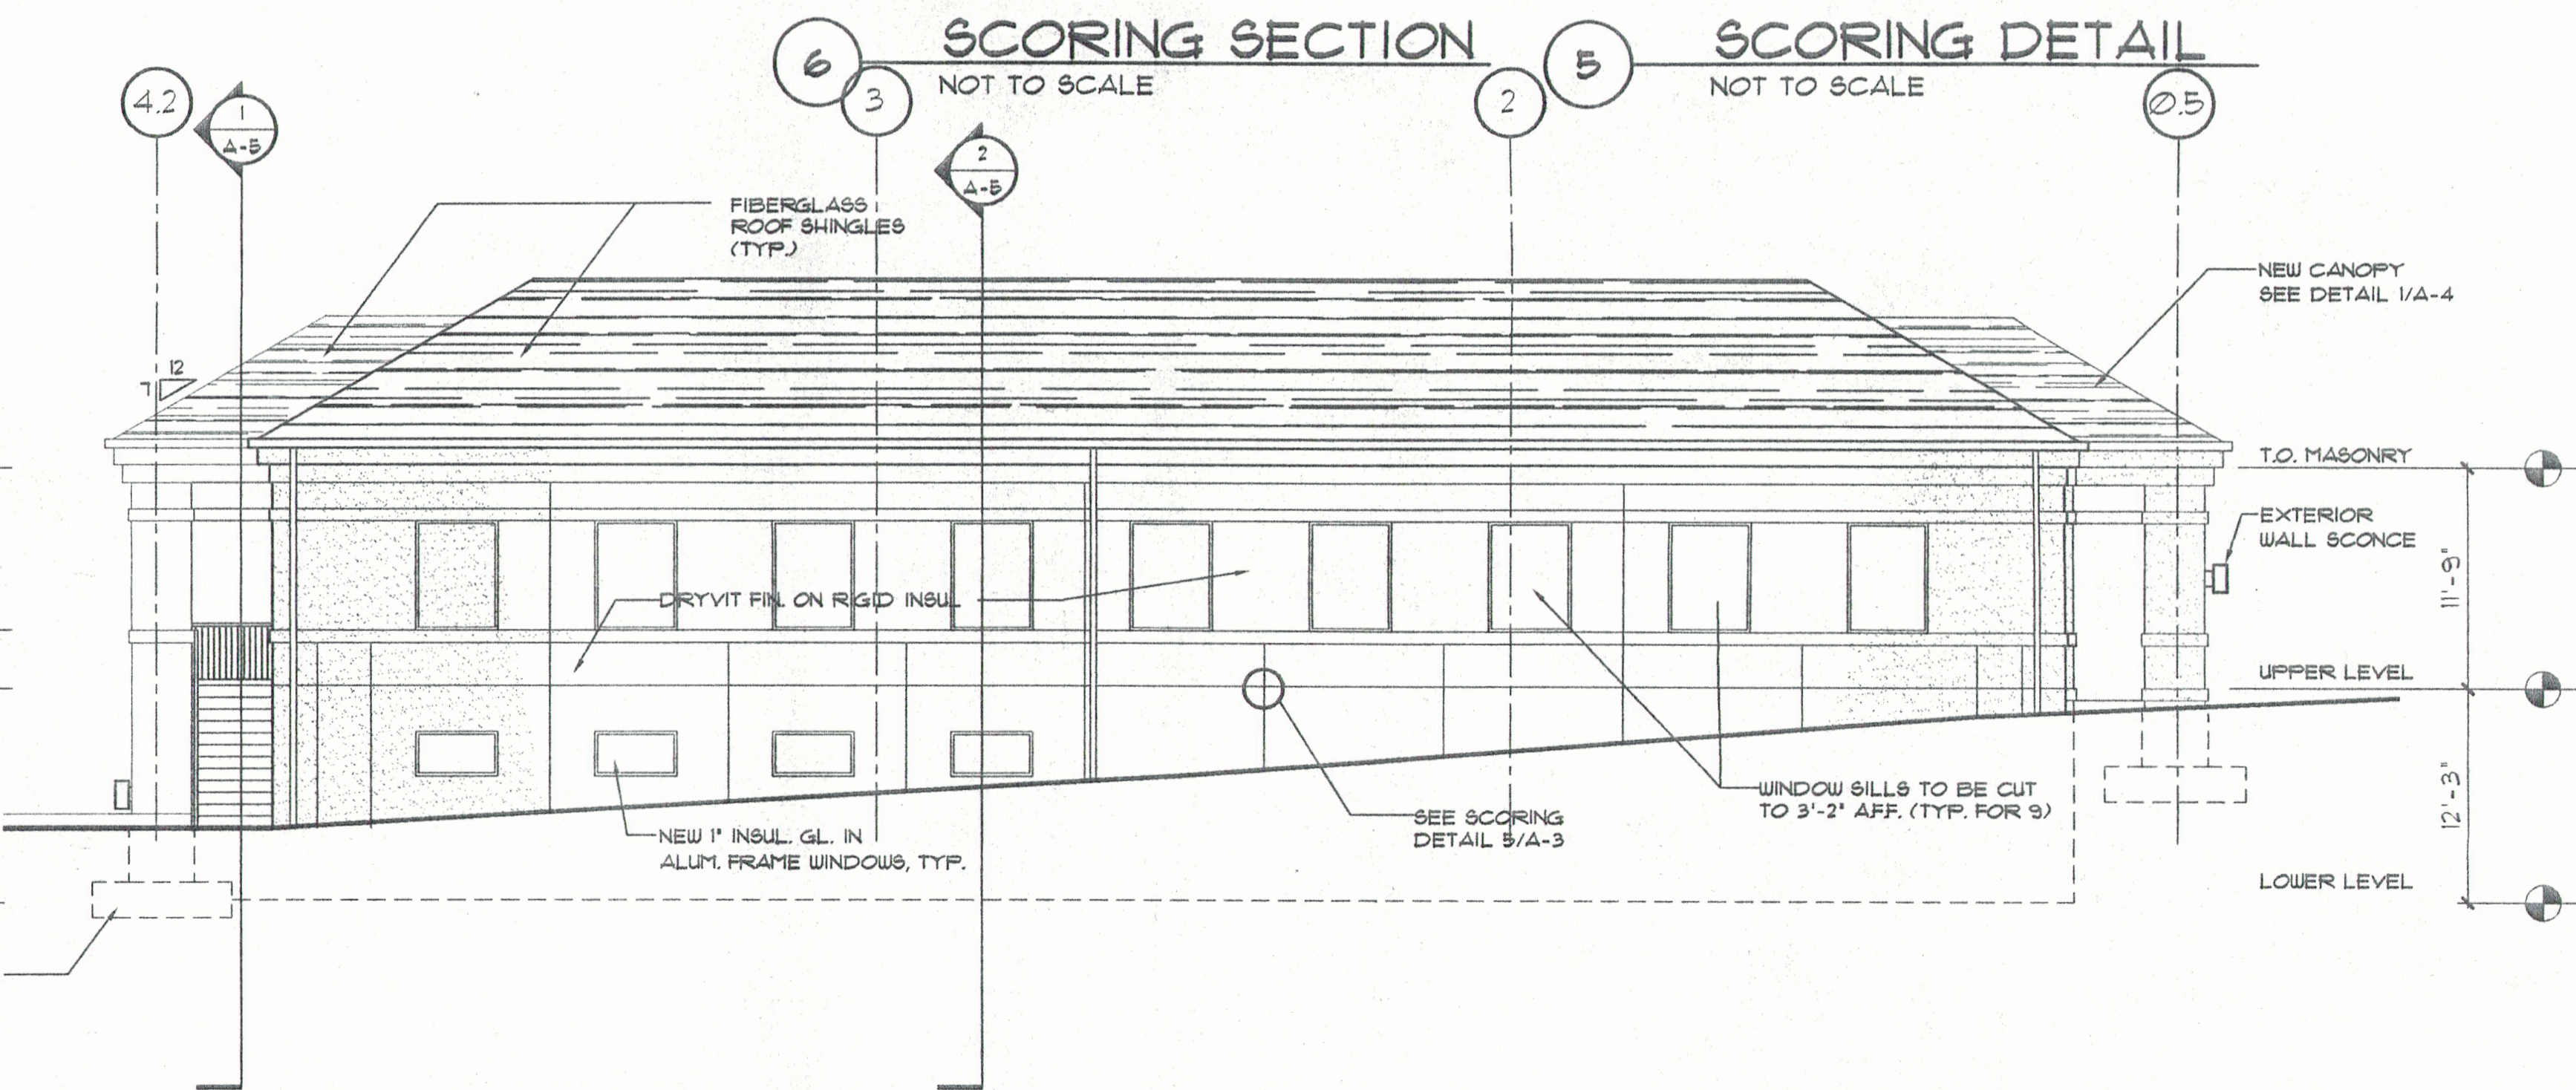 6
SCORING SECTION
NOT TO SCALE
5
SCORING DETAIL
NOT TO SCALE
4.2
1
A-5
3
2
A-5
2
Ø.5
FIBERGLASS
ROOF SHINGLES
(TYP.)
NEW CANOPY
SEE DETAIL 1/A-4
12
7
T.O. MASONRY
EXTERIOR
WALL SCONCE
11'-9"
DRYVIT FIN. ON RIGID INSUL
UPPER LEVEL
12'-3"
WINDOW SILLS TO BE CUT
TO 3'-2" AFF. (TYP. FOR 9)
SEE SCORING
DETAIL 5/A-3
NEW 1" INSUL. GL. IN
ALUM. FRAME WINDOWS, TYP.
LOWER LEVEL